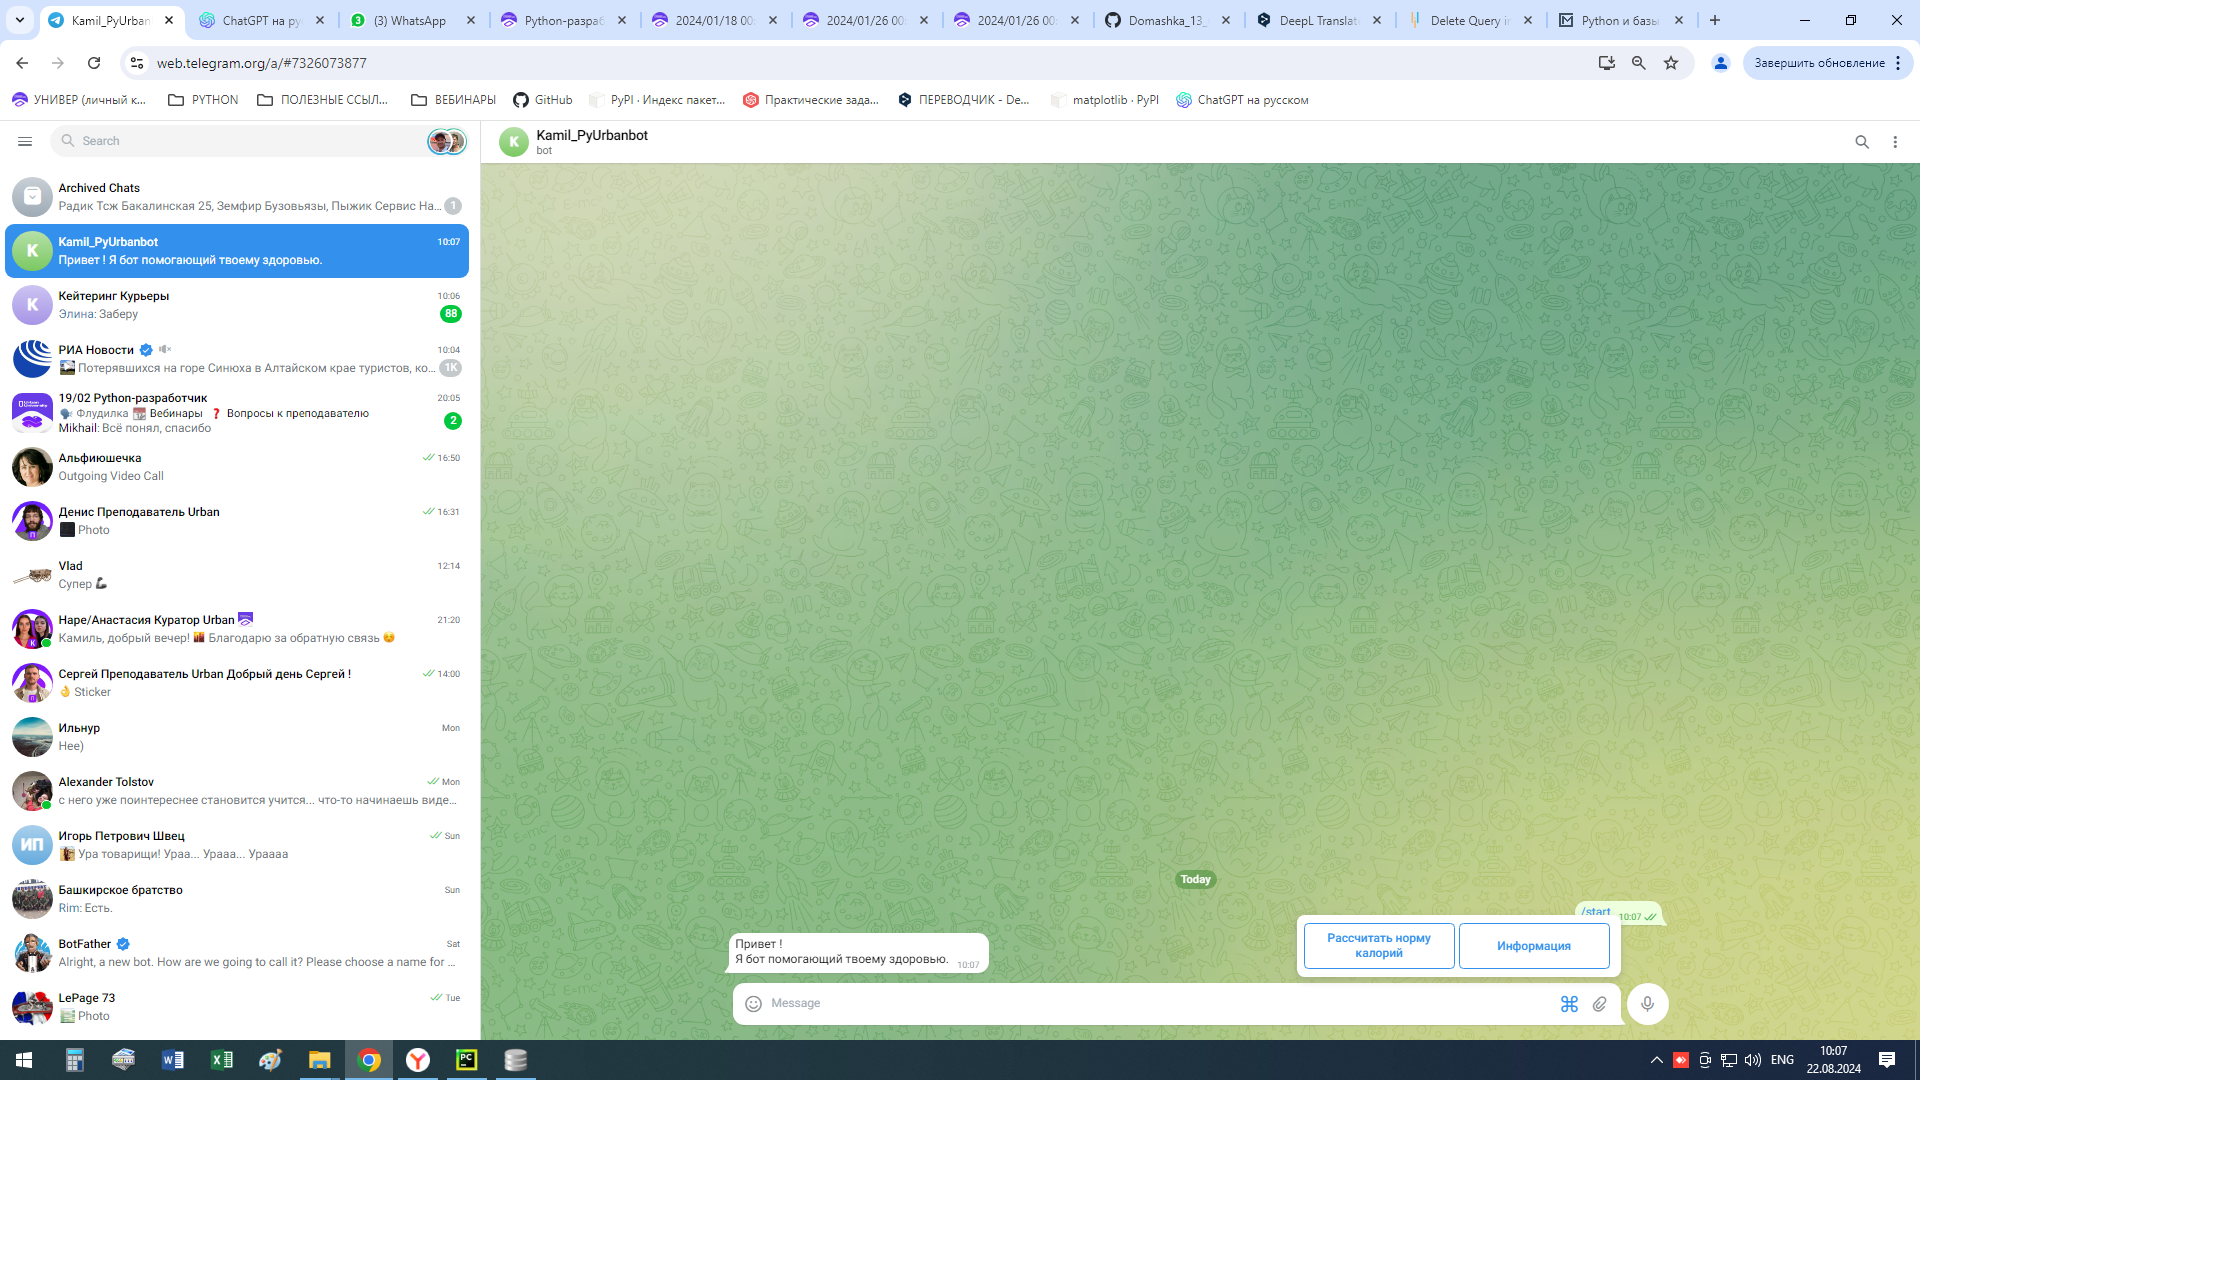 Kamil_PyUrban
ChatGPT на ру
(3) WhatsApp
Python-разраб
2024/01/18 00:
2024/01/26 00:
2024/01/26 00:
Domashka_13_
DeepL Translate
Delete Query in
Python и базы
web.telegram.org/a/#7326073877
Завершить обновление
УНИВЕР (личный к...
PYTHON
ПОЛЕЗНЫЕ ССЫЛ...
ВЕБИНАРЫ
GitHub
PyPI · Индекс пакет...
Практические зада...
ПЕРЕВОДЧИК - De...
matplotlib · PyPI
ChatGPT на русском
Search
Archived Chats
Радик Тсж Бакалинская 25, Земфир Бузовьязы, Пыжик Сервис На... 1
Kamil_PyUrbanbot 10:07
Привет ! Я бот помогающий твоему здоровью.
Кейтеринг Курьеры 10:06
Элина: Заберу 88
РИА Новости 10:04
Потерявшихся на горе Синюха в Алтайском крае туристов, ко... 1K
19/02 Python-разработчик 20:05
Флудилка Вебинары Вопросы к преподавателю
Mikhail: Всё понял, спасибо 2
Альфиюшечка 16:50
Outgoing Video Call
Денис Преподаватель Urban 16:31
Photo
Vlad 12:14
Супер
Наре/Анастасия Куратор Urban 21:20
Камиль, добрый вечер! Благодарю за обратную связь
Сергей Преподаватель Urban Добрый день Сергей ! 14:00
Sticker
Ильнур Mon
Нее)
Alexander Tolstov Mon
с него уже поинтереснее становится учится... что-то начинаешь виде...
ИП
Игорь Петрович Швец Sun
Ура товарищи! Ураа... Урааа... Ураааа
Башкирское братство Sun
Rim: Есть.
BotFather Sat
Alright, a new bot. How are we going to call it? Please choose a name for ...
LePage 73 Tue
Photo
K
Kamil_PyUrbanbot
bot
Today
/start 10:07
Привет !
Я бот помогающий твоему здоровью. 10:07
Рассчитать норму
калорий
Информация
Message
ENG
10:07
22.08.2024